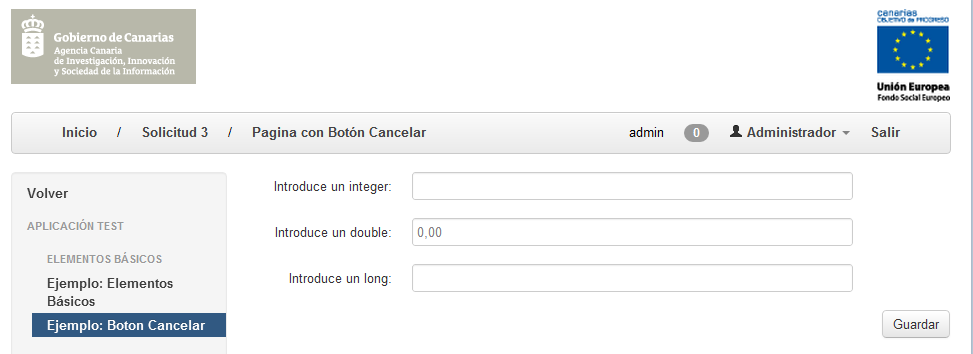 Gobierno de Canarias
Agencia Canaria
de Investigación, Innovación
y Sociedad de la Información
canarias
OBJETIVO DE PROGRESO
Unión Europea
Fondo Social Europeo
Inicio / Solicitud 3 / Pagina con Botón Cancelar admin 0 Administrador Salir
Volver
APLICACIÓN TEST
ELEMENTOS BÁSICOS
Ejemplo: Elementos
Básicos
Ejemplo: Boton Cancelar
Introduce un integer:
Introduce un double: 0,00
Introduce un long:
Guardar